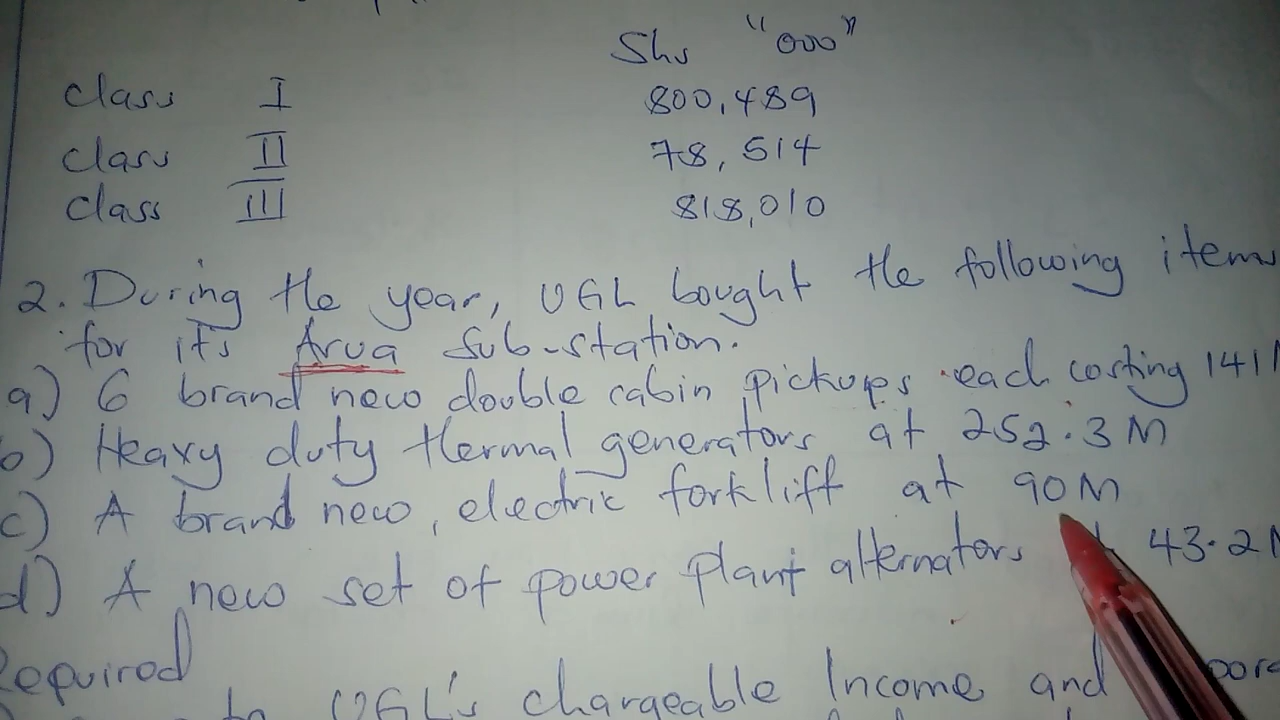 Shs "000"
Class I 800,489
Class II 78,514
Class III 818,010
2. During the year, UGL bought the following items
for its Arua Sub-station.
a) 6 brand new double cabin pickups each costing 141M
b) Heavy duty thermal generators at 252.3M
c) A brand new, electric forklift at 90M
d) A new set of power plant alternators 43.2M
Required
UGL's chargeable Income and